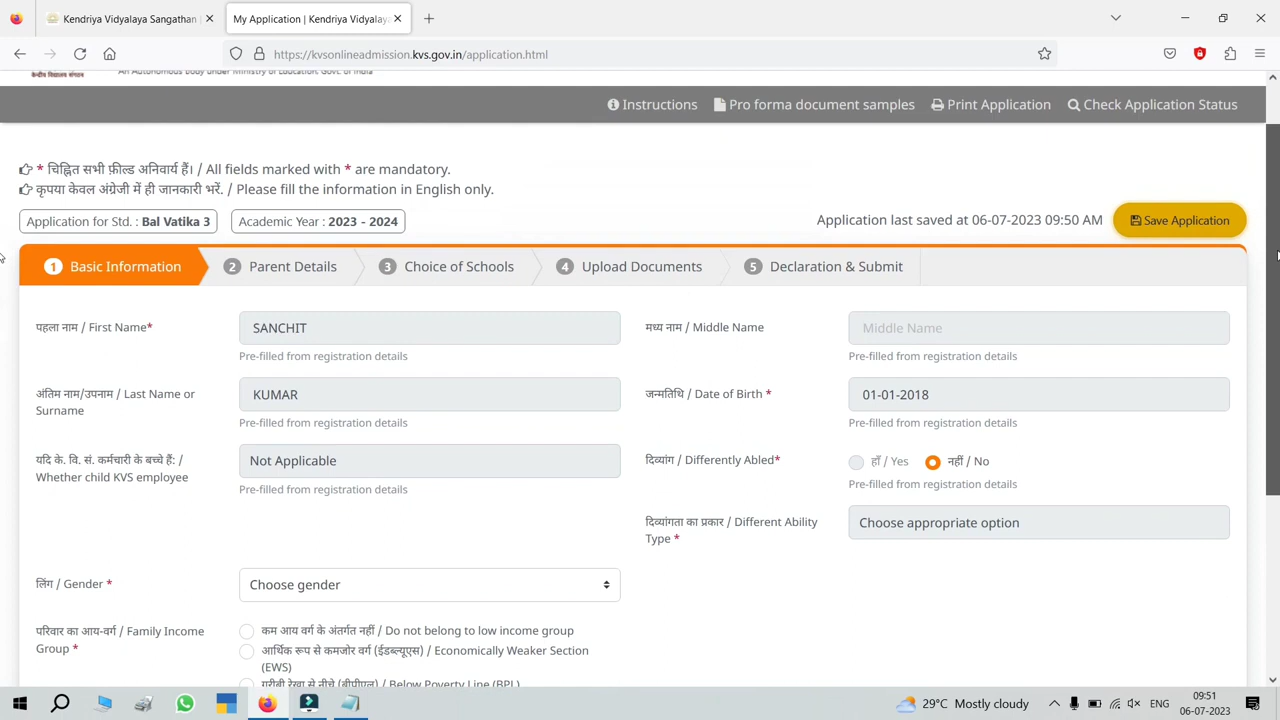 Kendriya Vidyalaya Sangathan
My Application | Kendriya Vidyalay
https://kvsonlineadmission.kvs.gov.in/application.html
केन्द्रीय विद्यालय संगठन
An Autonomous Body under Ministry of Education, Govt. of India
Instructions
Pro forma document samples
Print Application
Check Application Status
* चिह्नित सभी फ़ील्ड अनिवार्य हैं। / All fields marked with * are mandatory.
कृपया केवल अंग्रेजी में ही जानकारी भरें. / Please fill the information in English only.
Application for Std. : Bal Vatika 3
Academic Year : 2023 - 2024
Application last saved at 06-07-2023 09:50 AM
Save Application
1 Basic Information
2 Parent Details
3 Choice of Schools
4 Upload Documents
5 Declaration & Submit
पहला नाम / First Name*
SANCHIT
Pre-filled from registration details
मध्य नाम / Middle Name
Middle Name
Pre-filled from registration details
अंतिम नाम/उपनाम / Last Name or
Surname
KUMAR
Pre-filled from registration details
जन्मतिथि / Date of Birth *
01-01-2018
Pre-filled from registration details
यदि के. वि. सं. कर्मचारी के बच्चे हैं: /
Whether child KVS employee
Not Applicable
Pre-filled from registration details
दिव्यांग / Differently Abled*
हाँ / Yes
नहीं / No
Pre-filled from registration details
दिव्यांगता का प्रकार / Different Ability
Type *
Choose appropriate option
लिंग / Gender *
Choose gender
परिवार का आय-वर्ग / Family Income
Group *
कम आय वर्ग के अंतर्गत नहीं / Do not belong to low income group
आर्थिक रूप से कमजोर वर्ग (ईडब्ल्यूएस) / Economically Weaker Section
(EWS)
गरीबी रेखा से नीचे (बीपीएल) / Below Poverty Line (BPL)
29°C Mostly cloudy
ENG
09:51
06-07-2023